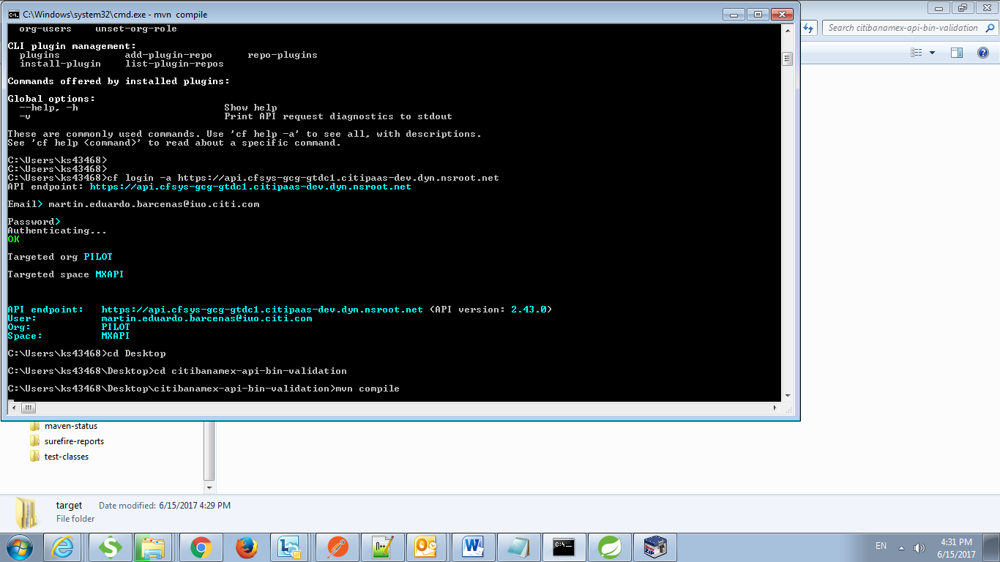 C:\Windows\system32\cmd.exe - mvn  compile
org-users    unset-org-role
CLI plugin management:
plugins           add-plugin-repo      repo-plugins
install-plugin    list-plugin-repos
Commands offered by installed plugins:
Global options:
--help, -h                         Show help
-v                                 Print API request diagnostics to stdout
These are commonly used commands. Use 'cf help -a' to see all, with descriptions.
See 'cf help <command>' to read about a specific command.
C:\Users\ks43468>
C:\Users\ks43468>
C:\Users\ks43468>cf login -a https://api.cfsys-gcg-gtdc1.citipaas-dev.dyn.nsroot.net
API endpoint: https://api.cfsys-gcg-gtdc1.citipaas-dev.dyn.nsroot.net
Email> martin.eduardo.barcenas@iuo.citi.com
Password>
Authenticating...
OK
Targeted org PILOT
Targeted space MXAPI
API endpoint:   https://api.cfsys-gcg-gtdc1.citipaas-dev.dyn.nsroot.net (API version: 2.43.0)
User:           martin.eduardo.barcenas@iuo.citi.com
Org:            PILOT
Space:          MXAPI
C:\Users\ks43468>cd Desktop
C:\Users\ks43468\Desktop>cd citibanamex-api-bin-validation
C:\Users\ks43468\Desktop\citibanamex-api-bin-validation>mvn compile
Search citibanamex-api-bin-validation
maven-status
surefire-reports
test-classes
target    Date modified: 6/15/2017 4:29 PM
File folder
EN
4:31 PM
6/15/2017